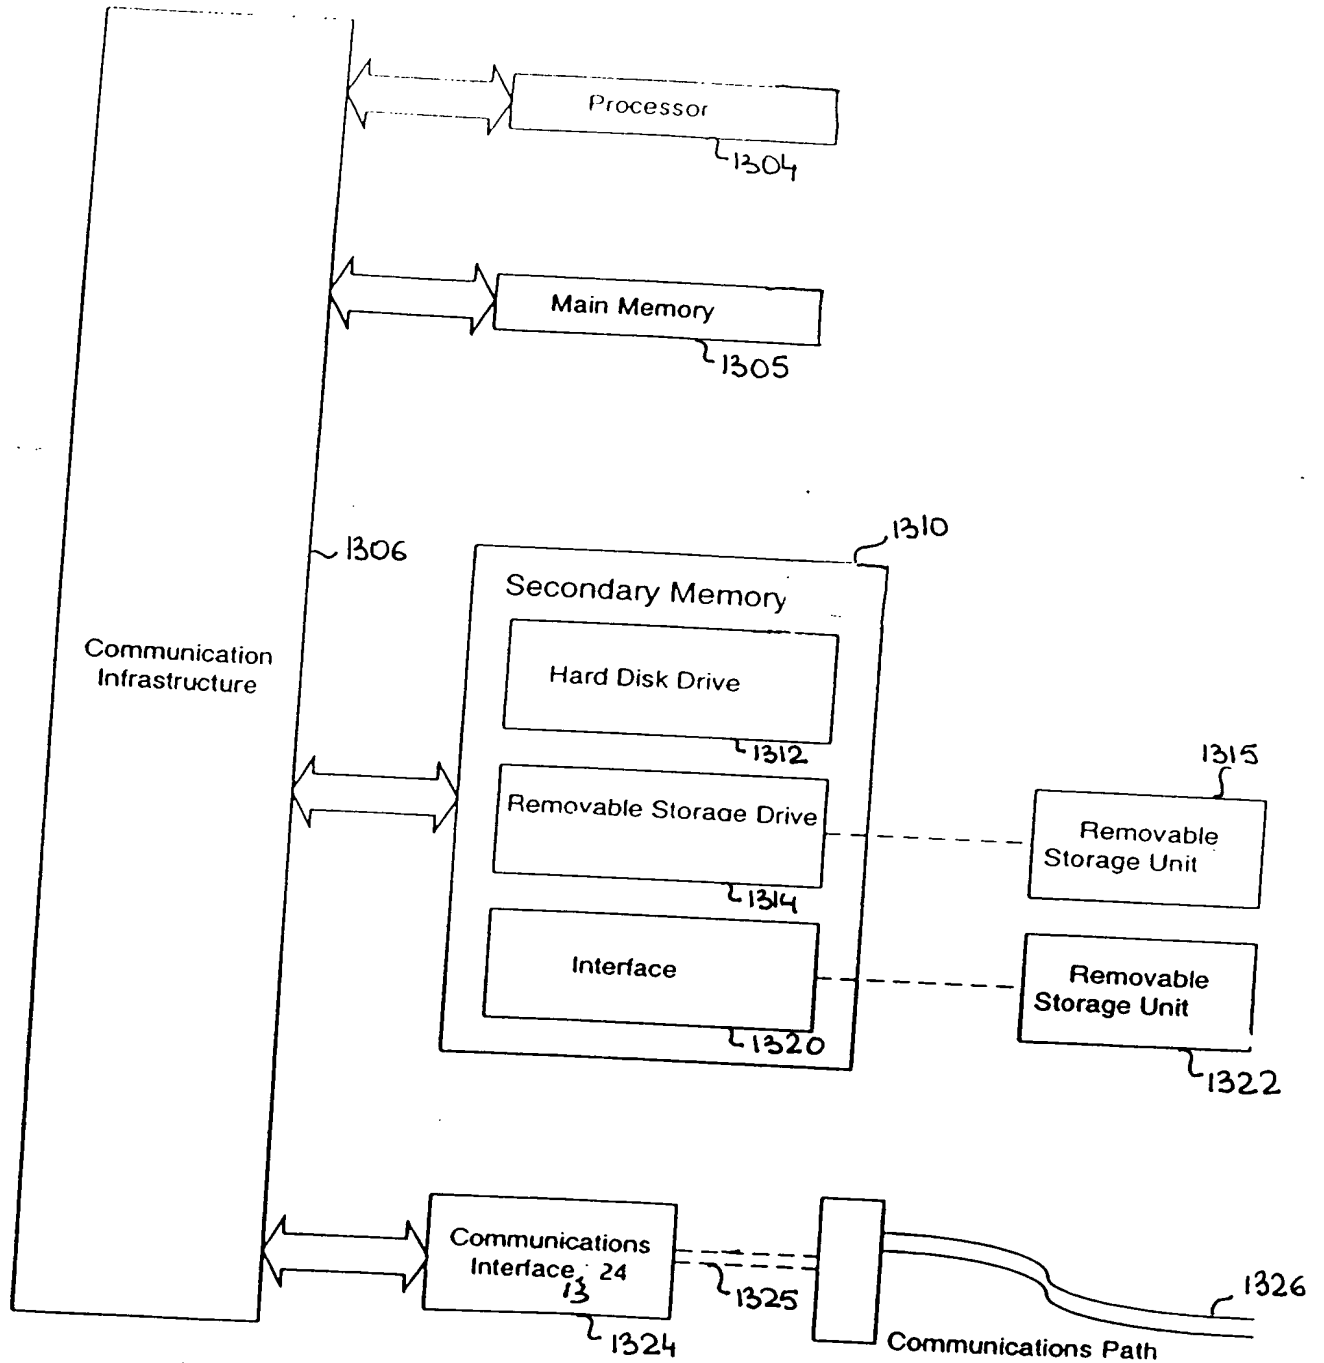 Processor
1304
Main Memory
1305
1310
1306
Secondary Memory
Communication
Infrastructure
Hard Disk Drive
1312
1315
Removable Storage Drive
Removable
Storage Unit
1314
Interface
Removable
Storage Unit
1320
1322
Communications
Interface 24
13
1324
1325
1326
Communications Path